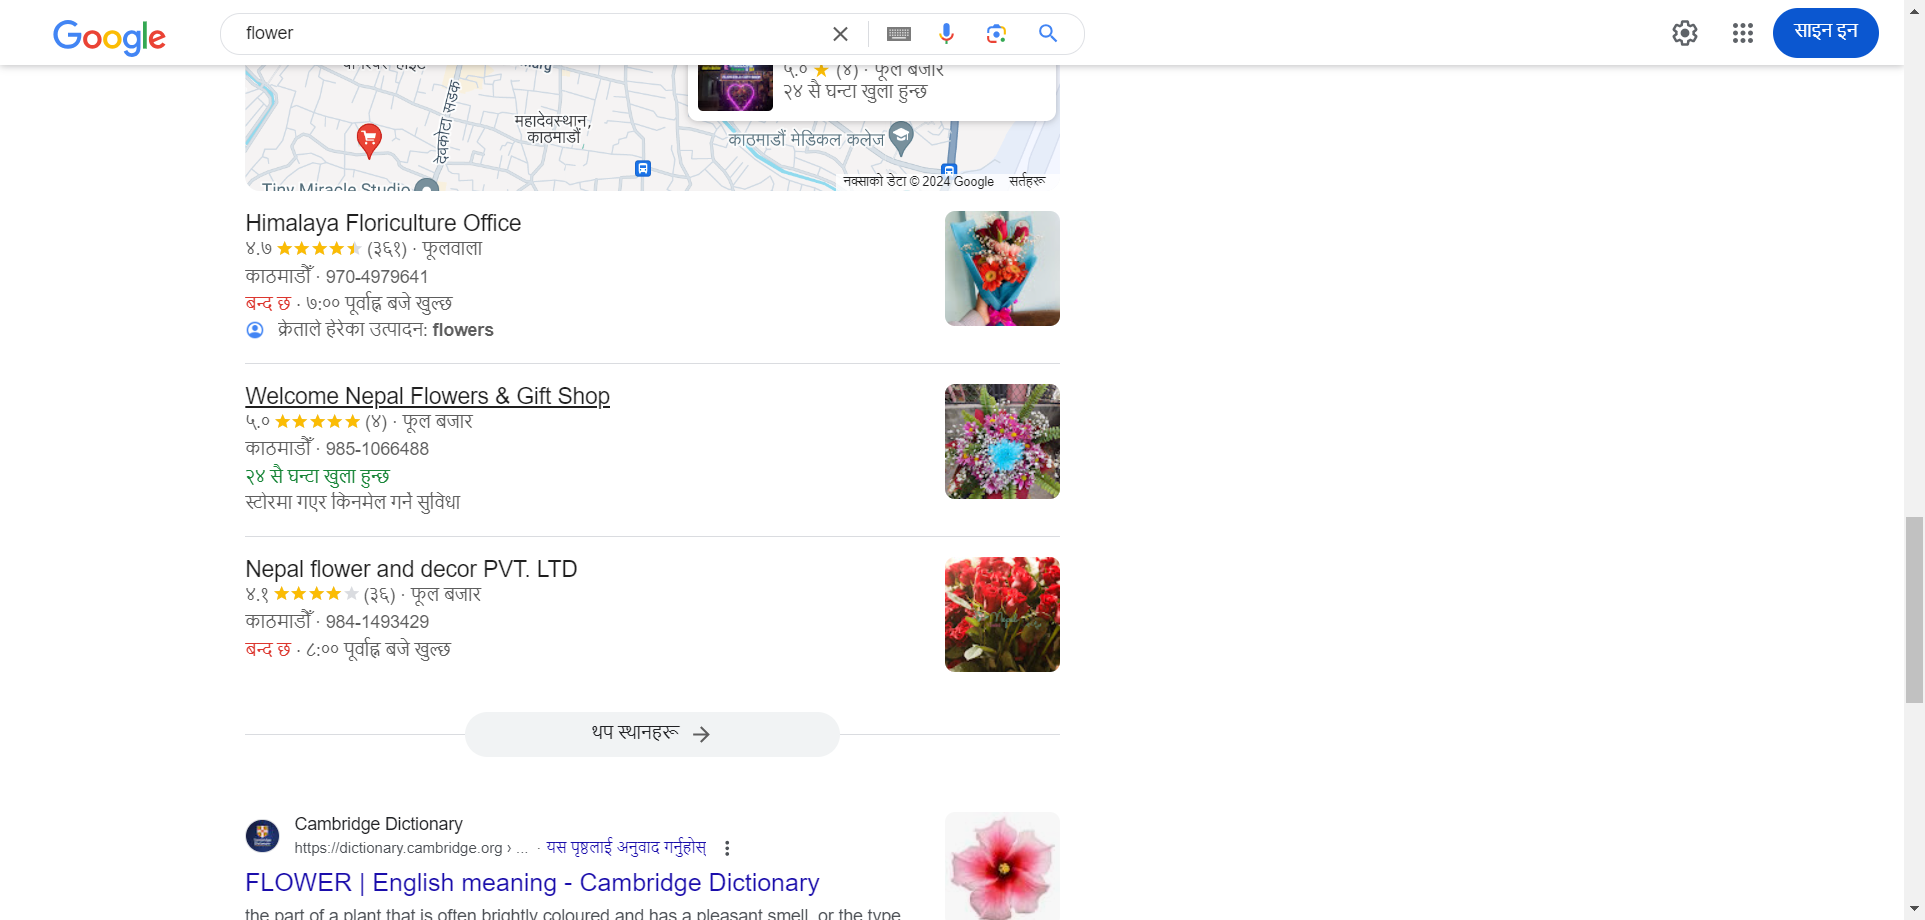 Google
flower
साइन इन
देवकोटा सडक
महादेवस्थान,
काठमाडौं
५.० ★ (४) · फूल बजार
२४ सै घन्टा खुला हुन्छ
काठमाडौं मेडिकल कलेज
Tiny Miracle Studio
नक्साको डेटा © 2024 Google सर्तहरू
Himalaya Floriculture Office
४.७ (३६१) · फूलवाला
काठमाडौँ · 970-4979641
बन्द छ · ७:०० पूर्वाह्न बजे खुल्छ
क्रेताले हेरेका उत्पादन: flowers
Welcome Nepal Flowers & Gift Shop
५.० (४) · फूल बजार
काठमाडौँ · 985-1066488
२४ सै घन्टा खुला हुन्छ
स्टोरमा गएर किनमेल गर्ने सुविधा
Nepal flower and decor PVT. LTD
४.१ (३६) · फूल बजार
काठमाडौँ · 984-1493429
बन्द छ · ८:०० पूर्वाह्न बजे खुल्छ
थप स्थानहरू
Cambridge Dictionary
https://dictionary.cambridge.org › ... · यस पृष्ठलाई अनुवाद गर्नुहोस्
FLOWER | English meaning - Cambridge Dictionary
the part of a plant that is often brightly coloured and has a pleasant smell, or the type